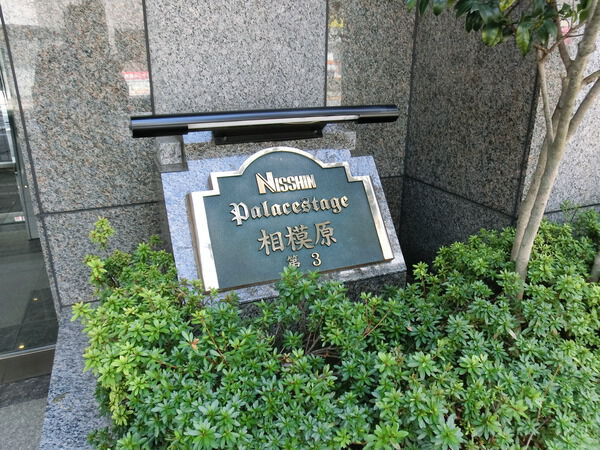 NISSHIN
Palacestage
相模原
第3